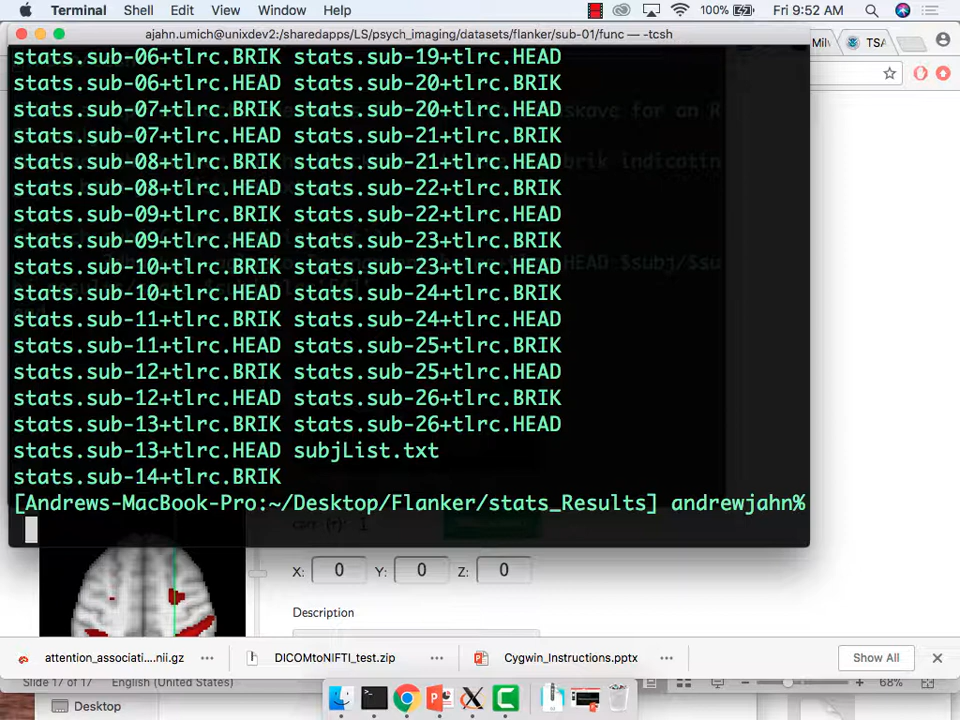 Terminal Shell Edit View Window Help 100% Fri 9:52 AM
ajahn.umich@unixdev2:/sharedapps/LS/psych_imaging/datasets/flanker/sub-01/func — -tcsh
TSA
stats.sub-06+tlrc.BRIK stats.sub-19+tlrc.HEAD
stats.sub-06+tlrc.HEAD stats.sub-20+tlrc.BRIK
stats.sub-07+tlrc.BRIK stats.sub-20+tlrc.HEAD
stats.sub-07+tlrc.HEAD stats.sub-21+tlrc.BRIK
stats.sub-08+tlrc.BRIK stats.sub-21+tlrc.HEAD
stats.sub-08+tlrc.HEAD stats.sub-22+tlrc.BRIK
stats.sub-09+tlrc.BRIK stats.sub-22+tlrc.HEAD
stats.sub-09+tlrc.HEAD stats.sub-23+tlrc.BRIK
stats.sub-10+tlrc.BRIK stats.sub-23+tlrc.HEAD
stats.sub-10+tlrc.HEAD stats.sub-24+tlrc.BRIK
stats.sub-11+tlrc.BRIK stats.sub-24+tlrc.HEAD
stats.sub-11+tlrc.HEAD stats.sub-25+tlrc.BRIK
stats.sub-12+tlrc.BRIK stats.sub-25+tlrc.HEAD
stats.sub-12+tlrc.HEAD stats.sub-26+tlrc.BRIK
stats.sub-13+tlrc.BRIK stats.sub-26+tlrc.HEAD
stats.sub-13+tlrc.HEAD subjList.txt
stats.sub-14+tlrc.BRIK
[Andrews-MacBook-Pro:~/Desktop/Flanker/stats_Results] andrewjahn%
X: 0 Y: 0 Z: 0
Description
attention_associati....nii.gz DICOMtoNIFTI_test.zip Cygwin_Instructions.pptx Show All
Slide 17 of 17 English (United States) 68%
Desktop